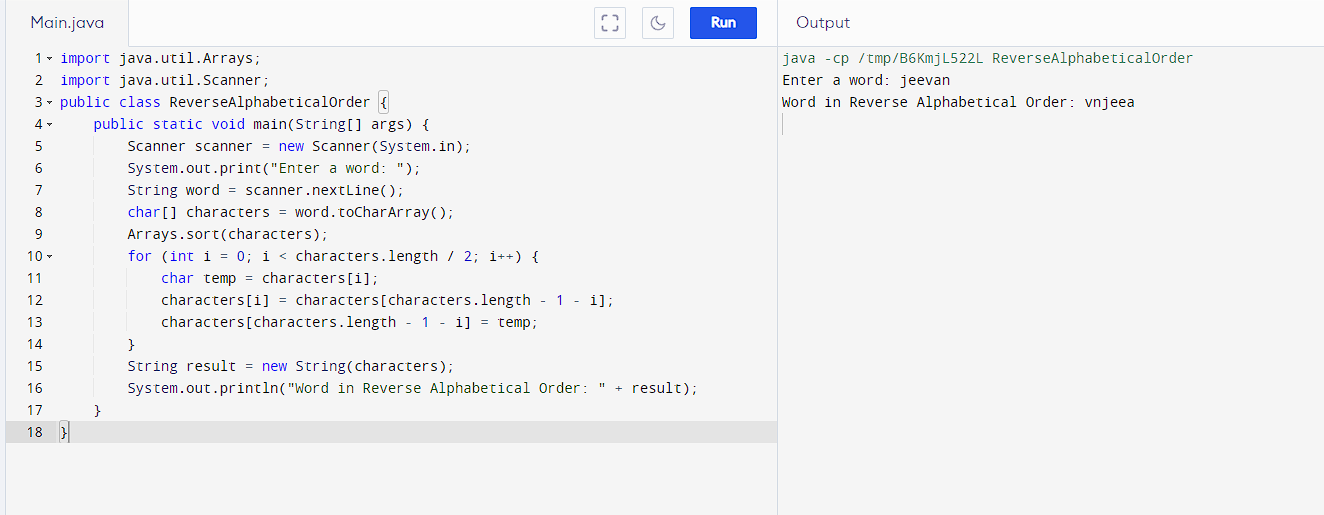 Main.java
Run
Output
1 import java.util.Arrays;
2 import java.util.Scanner;
3 public class ReverseAlphabeticalOrder {
4     public static void main(String[] args) {
5         Scanner scanner = new Scanner(System.in);
6         System.out.print("Enter a word: ");
7         String word = scanner.nextLine();
8         char[] characters = word.toCharArray();
9         Arrays.sort(characters);
10         for (int i = 0; i < characters.length / 2; i++) {
11             char temp = characters[i];
12             characters[i] = characters[characters.length - 1 - i];
13             characters[characters.length - 1 - i] = temp;
14         }
15         String result = new String(characters);
16         System.out.println("Word in Reverse Alphabetical Order: " + result);
17     }
18 }
java -cp /tmp/B6KmjL522L ReverseAlphabeticalOrder
Enter a word: jeevan
Word in Reverse Alphabetical Order: vnjeea